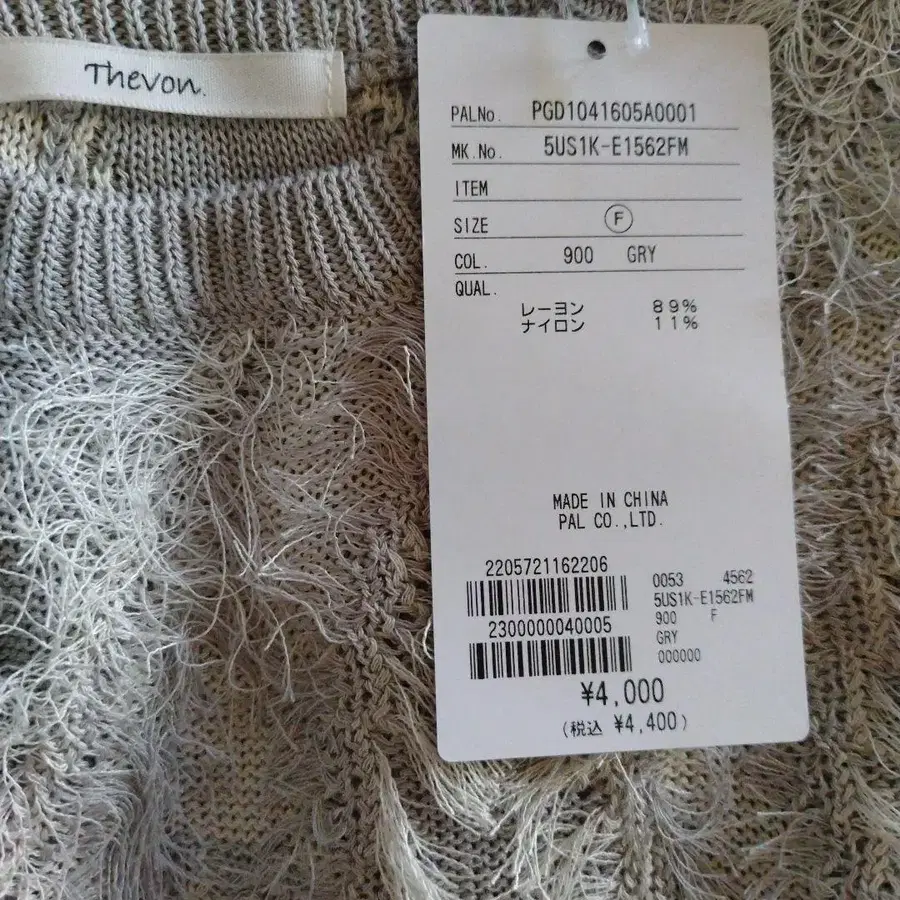 Thevon.
PALNo. PGD1041605A0001
MK.No. 5US1K-E1562FM
ITEM
SIZE F
COL. 900 GRY
QUAL.
レーヨン 89%
ナイロン 11%
MADE IN CHINA
PAL CO.,LTD.
2205721162206
0053 4562
5US1K-E1562FM
900 F
2300000040005
GRY
000000
¥4,000
(税込 ¥4,400)